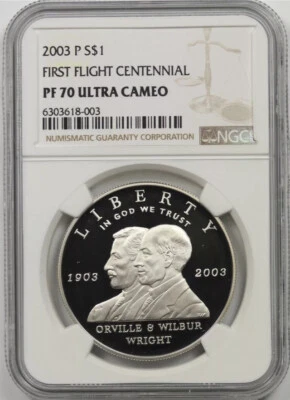 2003 P S$1
FIRST FLIGHT CENTENNIAL
PF 70 ULTRA CAMEO
6303618-003
NUMISMATIC GUARANTY CORPORATION
NGC
LIBERTY
IN GOD WE TRUST
1903 2003
ORVILLE & WILBUR
WRIGHT